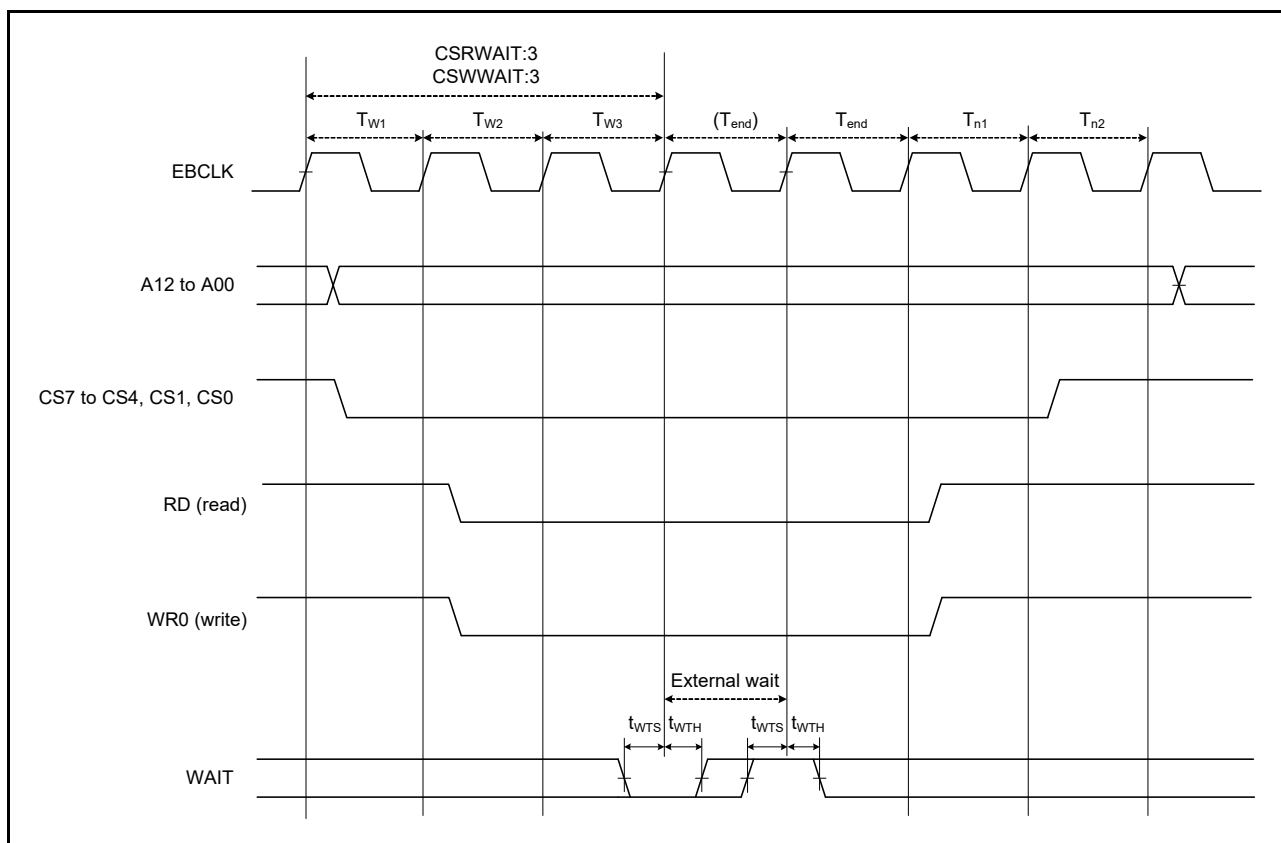 CSRWAIT:3
CSWWAIT:3
TW1 TW2 TW3 (Tend) Tend Tn1 Tn2
EBCLK
A12 to A00
CS7 to CS4, CS1, CS0
RD (read)
WR0 (write)
External wait
tWTS tWTH tWTS tWTH
WAIT